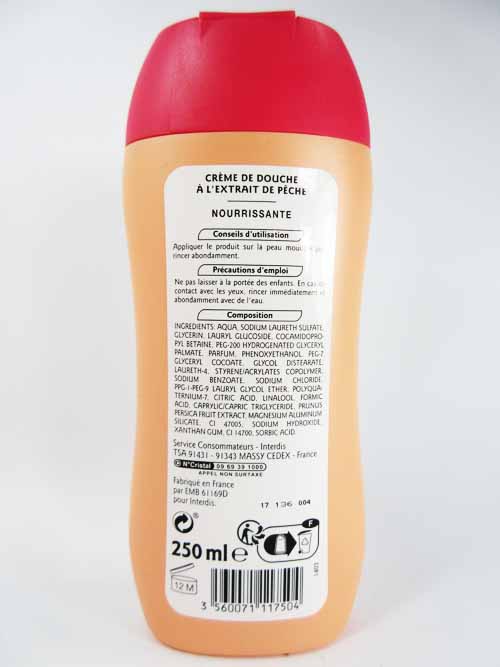 CRÈME DE DOUCHE
À L'EXTRAIT DE PÊCHE
NOURRISSANTE
Conseils d'utilisation
Appliquer le produit sur la peau
rincer abondamment.
Précautions d'emploi
Ne pas laisser à la portée des enfants. En cas de
contact avec les yeux, rincer immédiatement et
abondamment avec de l'eau.
Composition
INGREDIENTS: AQUA, SODIUM LAURETH SULFATE,
GLYCERIN, LAURYL GLUCOSIDE, COCAMIDOPRO-
PYL BETAINE, PEG-200 HYDROGENATED GLYCERYL
PALMATE, PARFUM, PHENOXYETHANOL, PEG-7
GLYCERYL COCOATE, GLYCOL DISTEARATE,
LAURETH-4, STYRENE/ACRYLATES COPOLYMER,
SODIUM BENZOATE, SODIUM CHLORIDE,
PPG-1-PEG-9 LAURYL GLYCOL ETHER, POLYQUA-
TERNIUM-7, CITRIC ACID, LINALOOL, FORMIC
ACID, CAPRYLIC/CAPRIC TRIGLYCERIDE, PRUNUS
PERSICA FRUIT EXTRACT, MAGNESIUM ALUMINUM
SILICATE, CI 47005, SODIUM HYDROXIDE,
XANTHAN GUM, CI 14700, SORBIC ACID.
Service Consommateurs - Interdis
TSA 91431 - 91343 MASSY CEDEX - France
N°Cristal 09 69 39 1000
APPEL NON SURTAXÉ
Fabriqué en France
par EMB 61169D
pour Interdis.
17 136 004
F
250 ml e
12 M
3 560071 117504